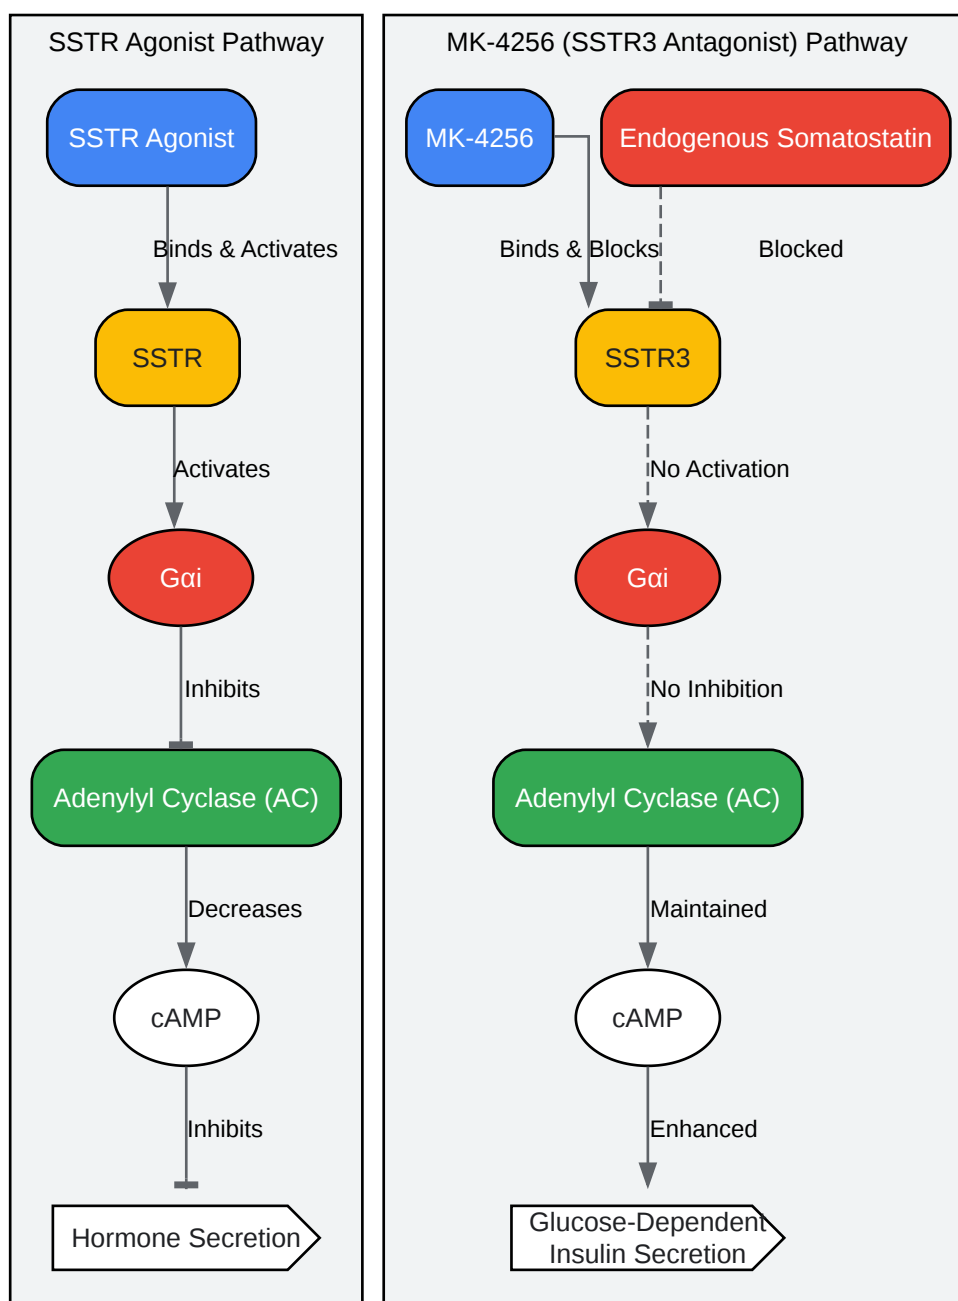 SSTR Agonist Pathway
SSTR Agonist
Binds & Activates
SSTR
Activates
Gαi
Inhibits
Adenylyl Cyclase (AC)
Decreases
cAMP
Inhibits
Hormone Secretion
MK-4256 (SSTR3 Antagonist) Pathway
MK-4256
Endogenous Somatostatin
Binds & Blocks
Blocked
SSTR3
No Activation
Gαi
No Inhibition
Adenylyl Cyclase (AC)
Maintained
cAMP
Enhanced
Glucose-Dependent
Insulin Secretion